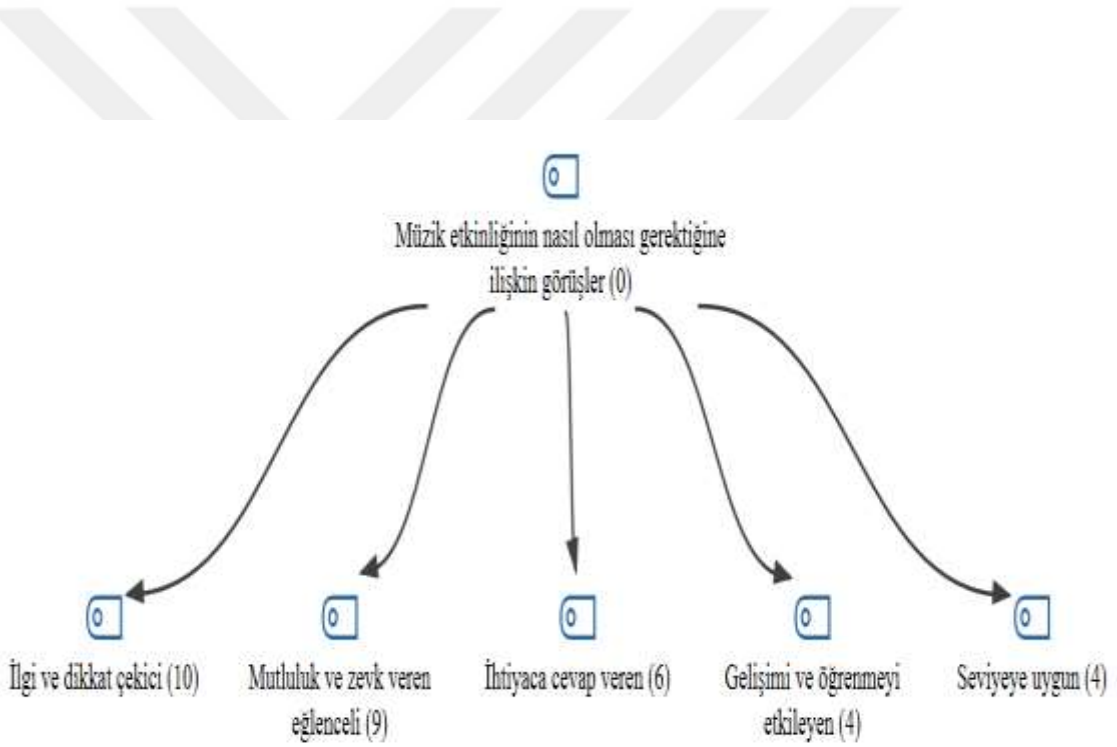 Müzik etkinliğinin nasıl olması gerektiğine
ilişkin görüşler (0)
İlgi ve dikkat çekici (10)
Mutluluk ve zevk veren
eğlenceli (9)
İhtiyaca cevap veren (6)
Gelişimi ve öğrenmeyi
etkileyen (4)
Seviyeye uygun (4)